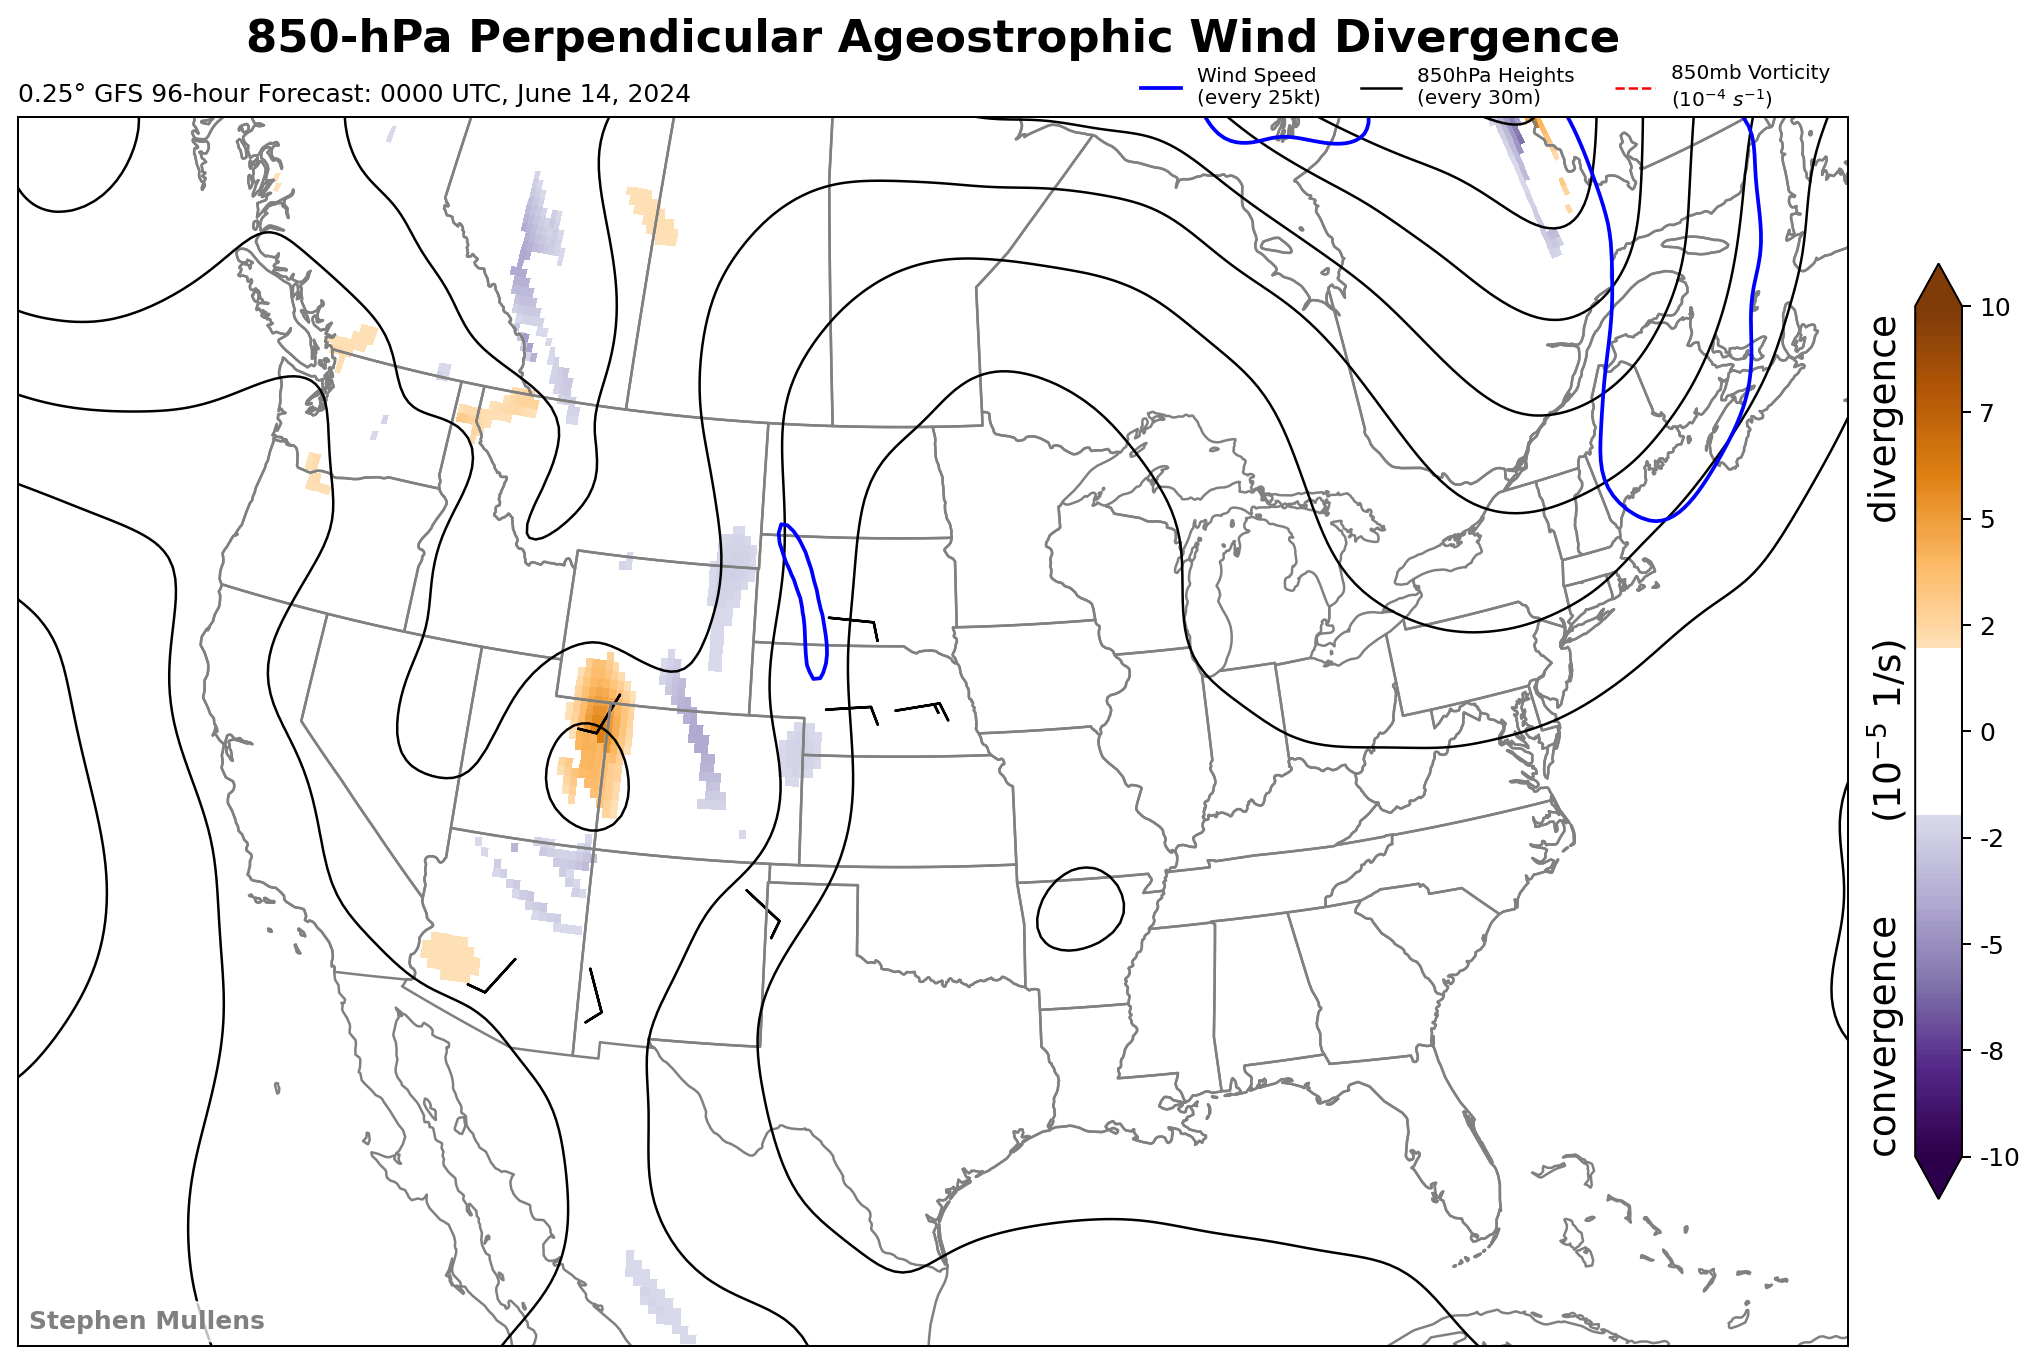 850-hPa Perpendicular Ageostrophic Wind Divergence
0.25° GFS 96-hour Forecast: 0000 UTC, June 14, 2024
Wind Speed
(every 25kt)
850hPa Heights
(every 30m)
850mb Vorticity
(10⁻⁴ s⁻¹)
10
7
5
2
0
-2
-5
-8
-10
convergence (10⁻⁵ 1/s) divergence
Stephen Mullens